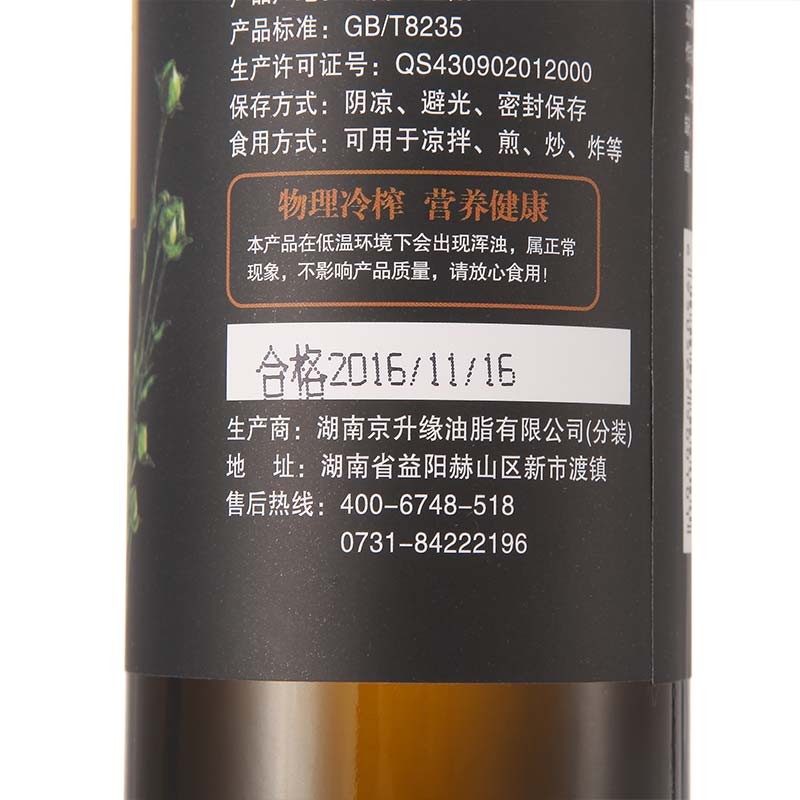 产品标准：GB/T8235
生产许可证号：QS430902012000
保存方式：阴凉、避光、密封保存
食用方式：可用于凉拌、煎、炒、炸等
物理冷榨 营养健康
本产品在低温环境下会出现浑浊，属正常
现象，不影响产品质量，请放心食用！
合格2016/11/16
生产商：湖南京升缘油脂有限公司(分装)
地 址：湖南省益阳赫山区新市渡镇
售后热线：400-6748-518
0731-84222196